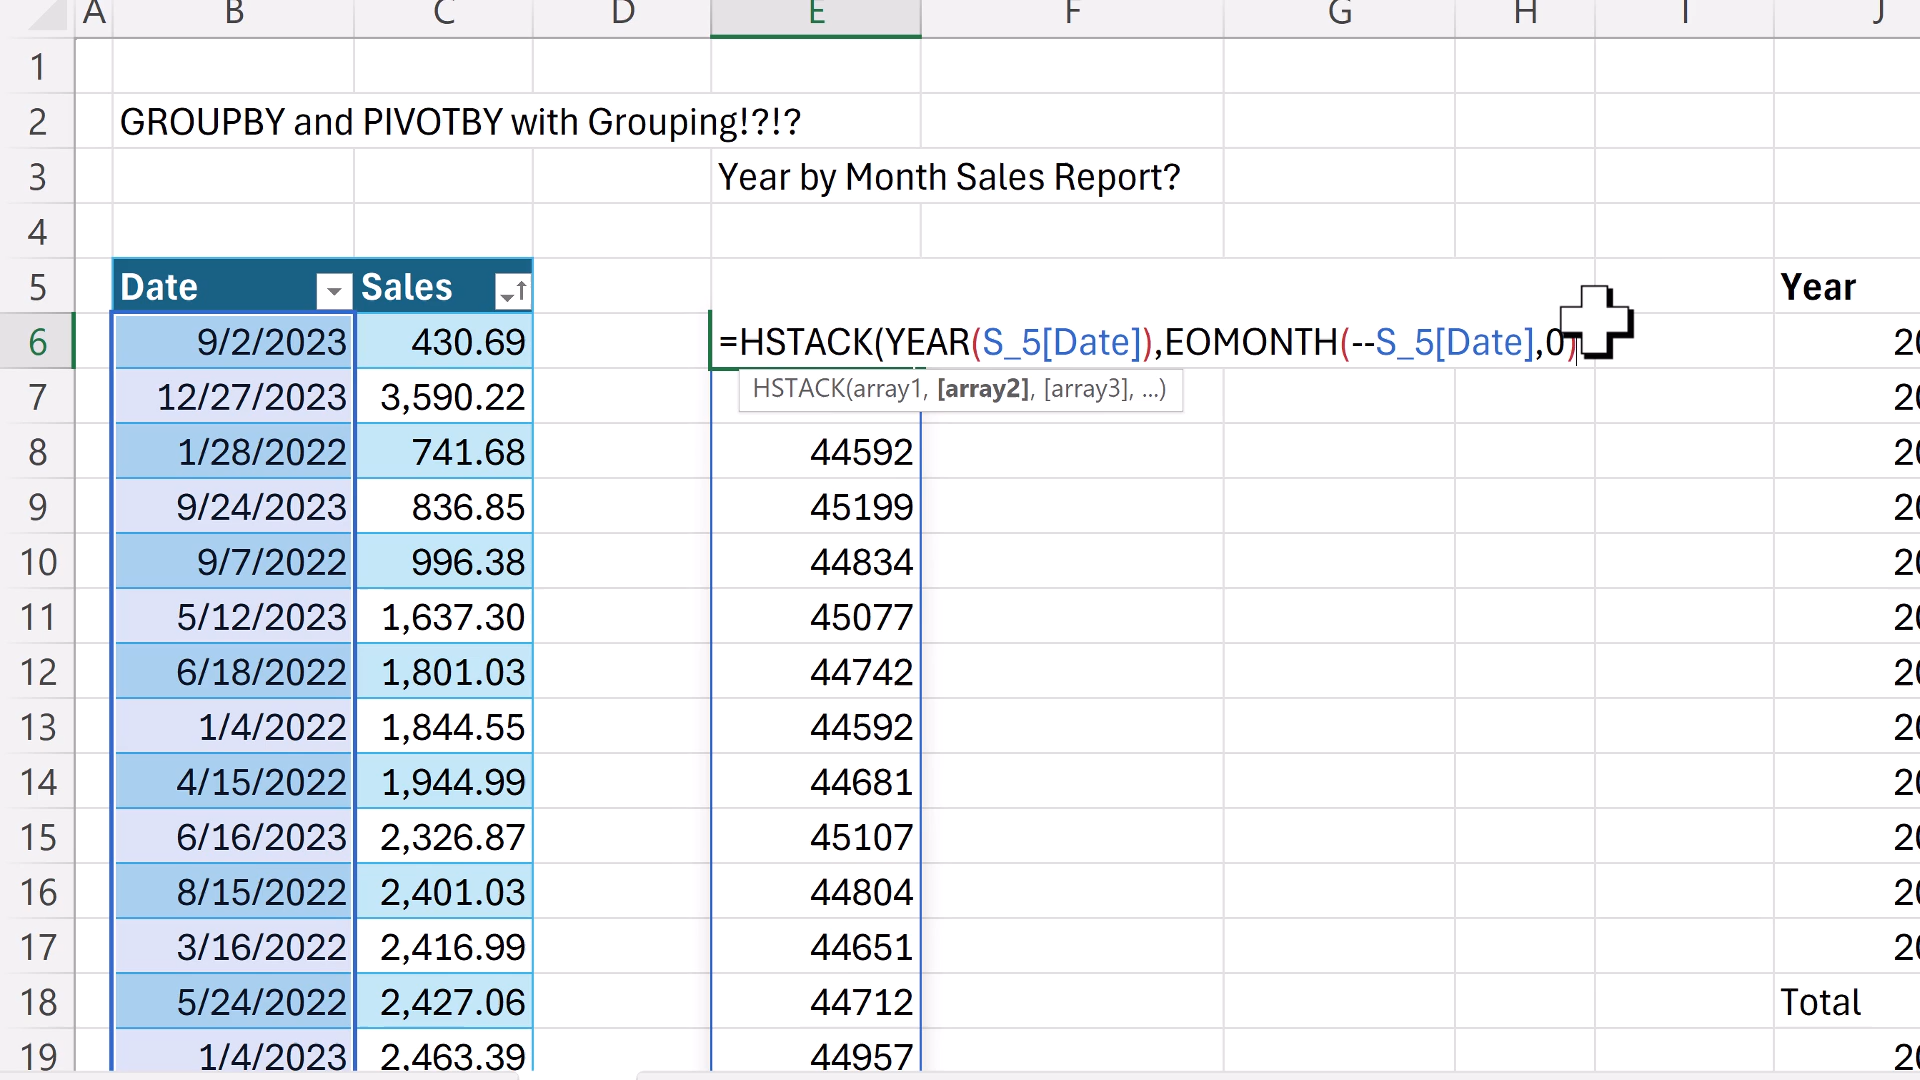 A B C D E F G H I J
1
2 GROUPBY and PIVOTBY with Grouping!?!?
3 Year by Month Sales Report?
4
5 Date Sales Year
6 9/2/2023 430.69 =HSTACK(YEAR(S_5[Date]),EOMONTH(--S_5[Date],0)
HSTACK(array1, [array2], [array3], ...)
7 12/27/2023 3,590.22
8 1/28/2022 741.68 44592
9 9/24/2023 836.85 45199
10 9/7/2022 996.38 44834
11 5/12/2023 1,637.30 45077
12 6/18/2022 1,801.03 44742
13 1/4/2022 1,844.55 44592
14 4/15/2022 1,944.99 44681
15 6/16/2023 2,326.87 45107
16 8/15/2022 2,401.03 44804
17 3/16/2022 2,416.99 44651
18 5/24/2022 2,427.06 44712 Total
19 1/4/2023 2,463.39 44957